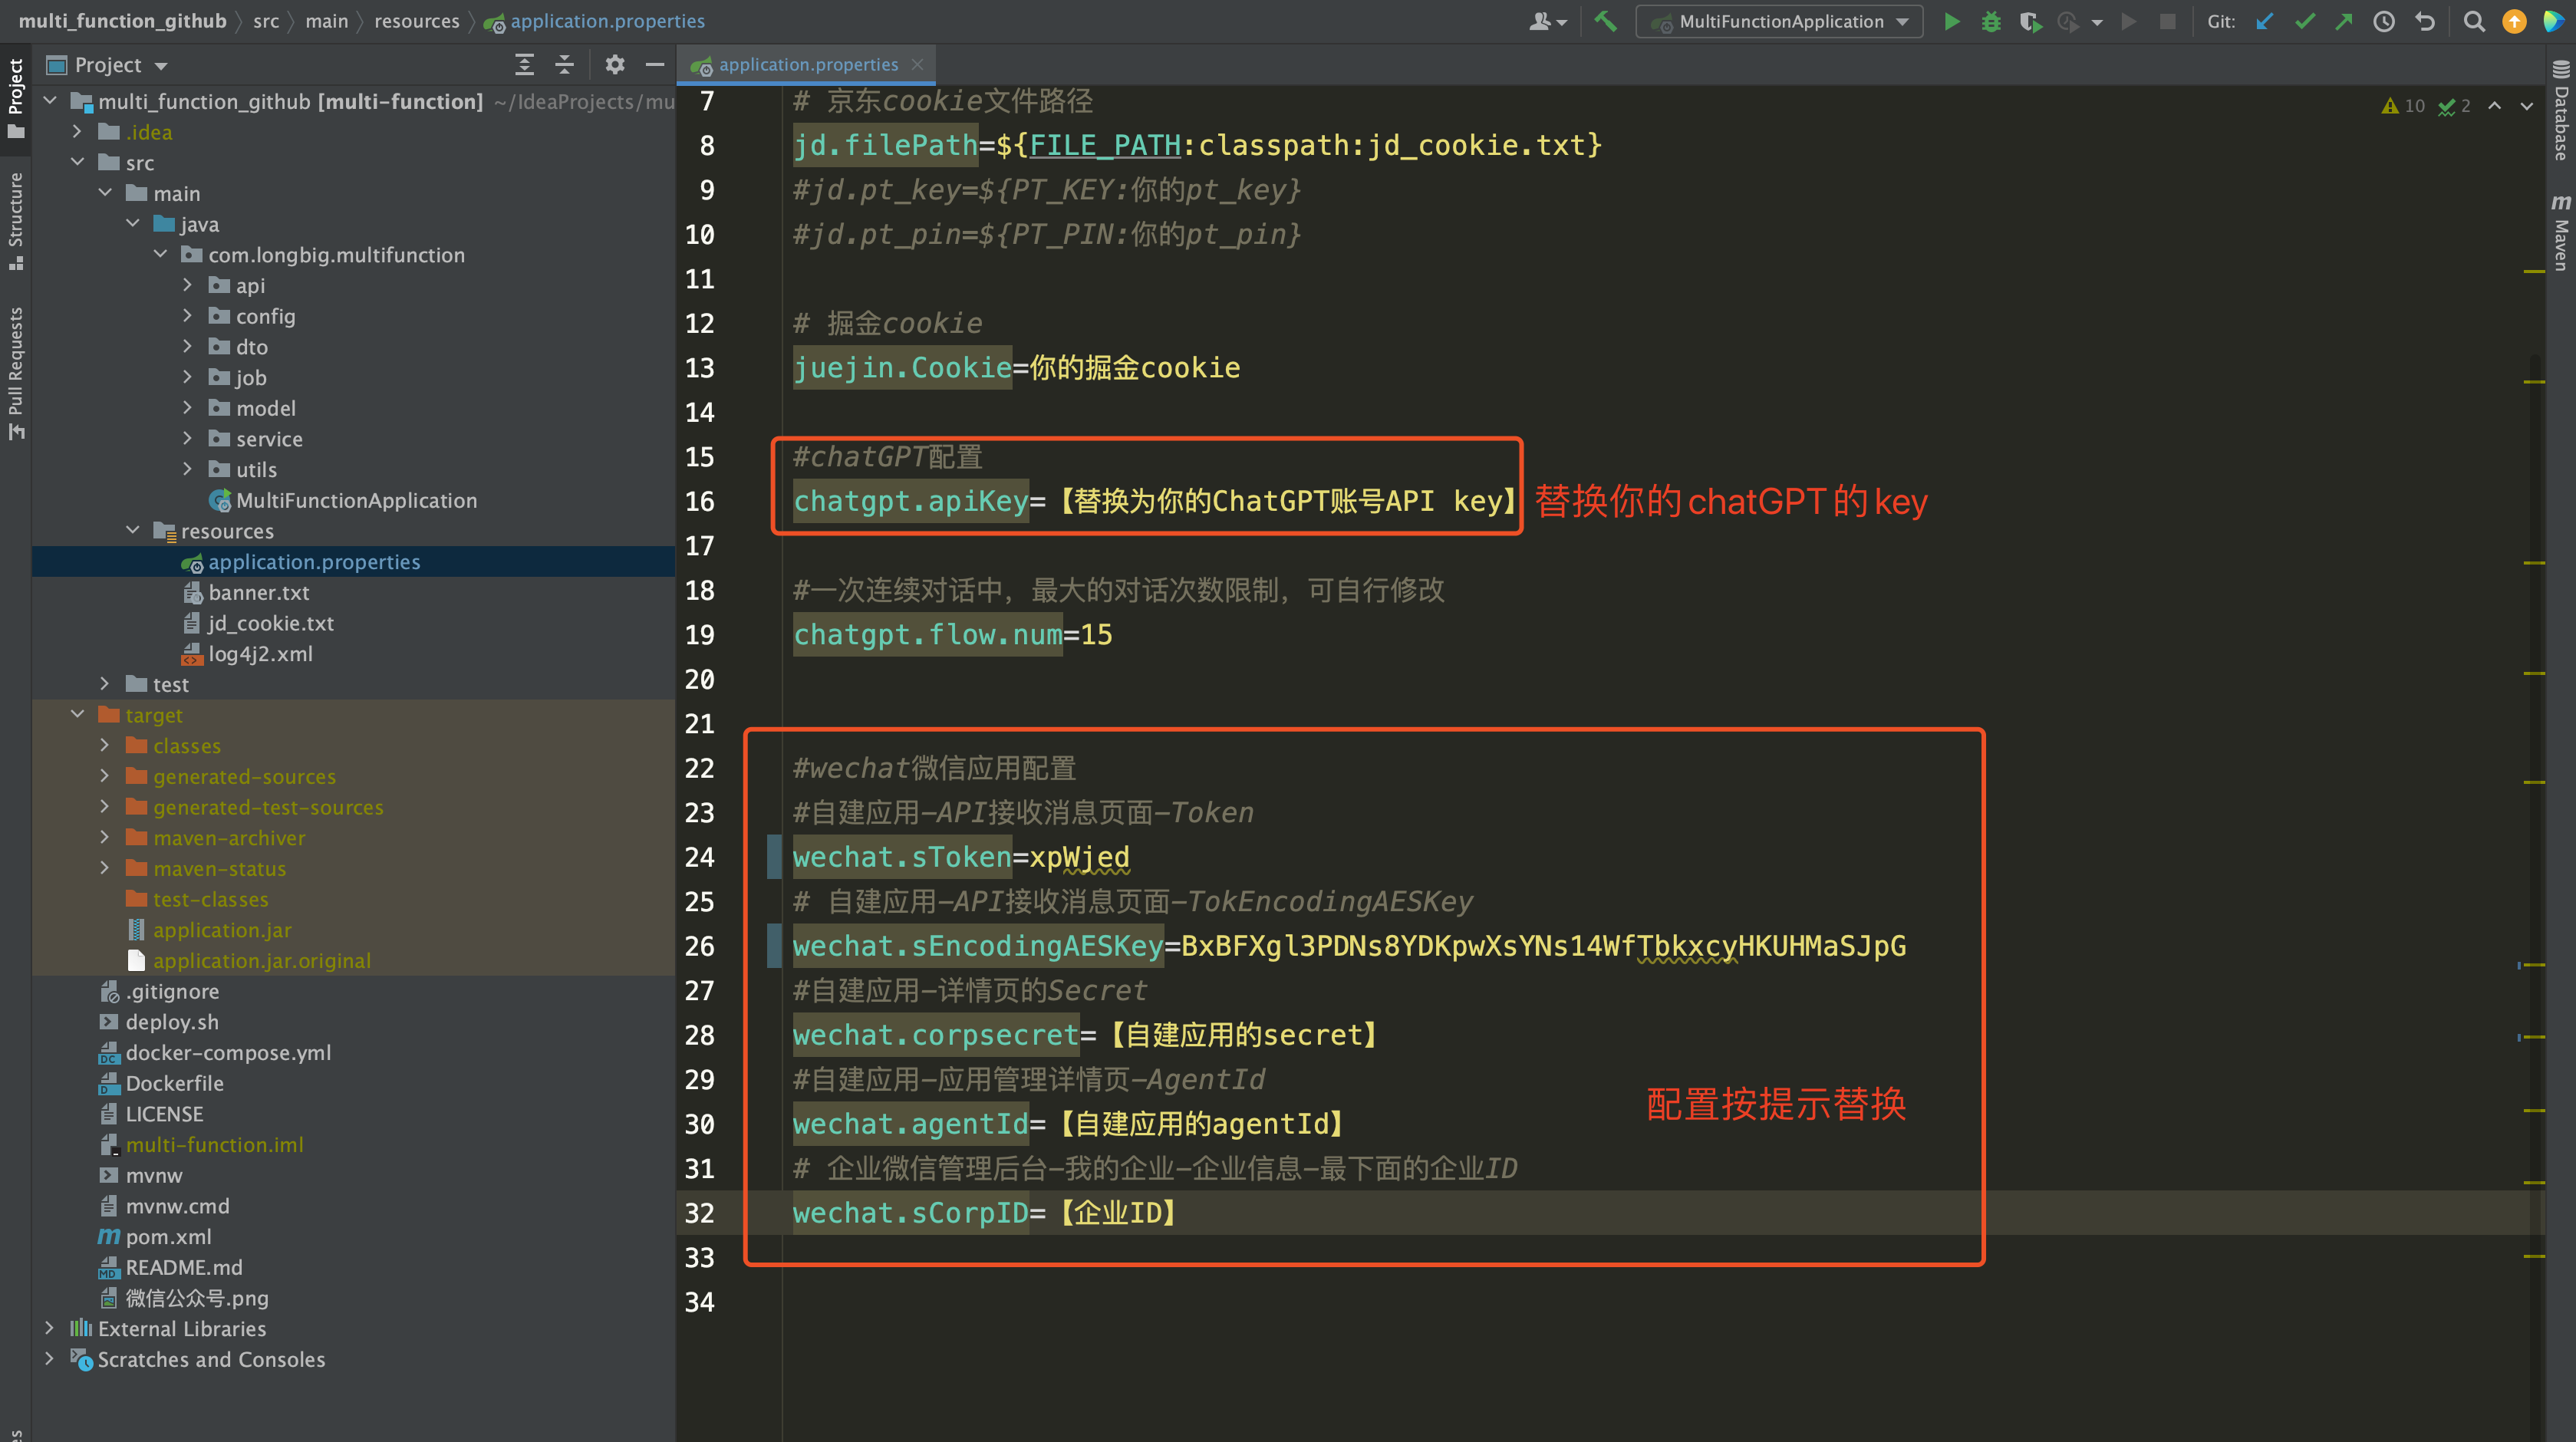 multi_function_github 〉 src 〉 main 〉 resources 〉 application.properties
MultiFunctionApplication
Git:
Project
Structure
Pull Requests
Project
multi_function_github [multi-function] ~/IdeaProjects/mu
.idea
src
main
java
com.longbig.multifunction
api
config
dto
job
model
service
utils
MultiFunctionApplication
resources
application.properties
banner.txt
jd_cookie.txt
log4j2.xml
test
target
classes
generated-sources
generated-test-sources
maven-archiver
maven-status
test-classes
application.jar
application.jar.original
.gitignore
deploy.sh
docker-compose.yml
Dockerfile
LICENSE
multi-function.iml
mvnw
mvnw.cmd
pom.xml
README.md
微信公众号.png
External Libraries
Scratches and Consoles
application.properties
10 2
7 # 京东cookie文件路径
8 jd.filePath=${FILE_PATH:classpath:jd_cookie.txt}
9 #jd.pt_key=${PT_KEY:你的pt_key}
10 #jd.pt_pin=${PT_PIN:你的pt_pin}
11
12 # 掘金cookie
13 juejin.Cookie=你的掘金cookie
14
15 #chatGPT配置
16 chatgpt.apiKey=【替换为你的ChatGPT账号API key】
替换你的chatGPT的key
17
18 #一次连续对话中，最大的对话次数限制，可自行修改
19 chatgpt.flow.num=15
20
21
22 #wechat微信应用配置
23 #自建应用-API接收消息页面-Token
24 wechat.sToken=xpWjed
25 # 自建应用-API接收消息页面-TokEncodingAESKey
26 wechat.sEncodingAESKey=BxBFXgl3PDNs8YDKpwXsYNs14WfTbkxcyHKUHMaSJpG
27 #自建应用-详情页的Secret
28 wechat.corpsecret=【自建应用的secret】
29 #自建应用-应用管理详情页-AgentId
配置按提示替换
30 wechat.agentId=【自建应用的agentId】
31 # 企业微信管理后台-我的企业-企业信息-最下面的企业ID
32 wechat.sCorpID=【企业ID】
33
34
Database
Maven